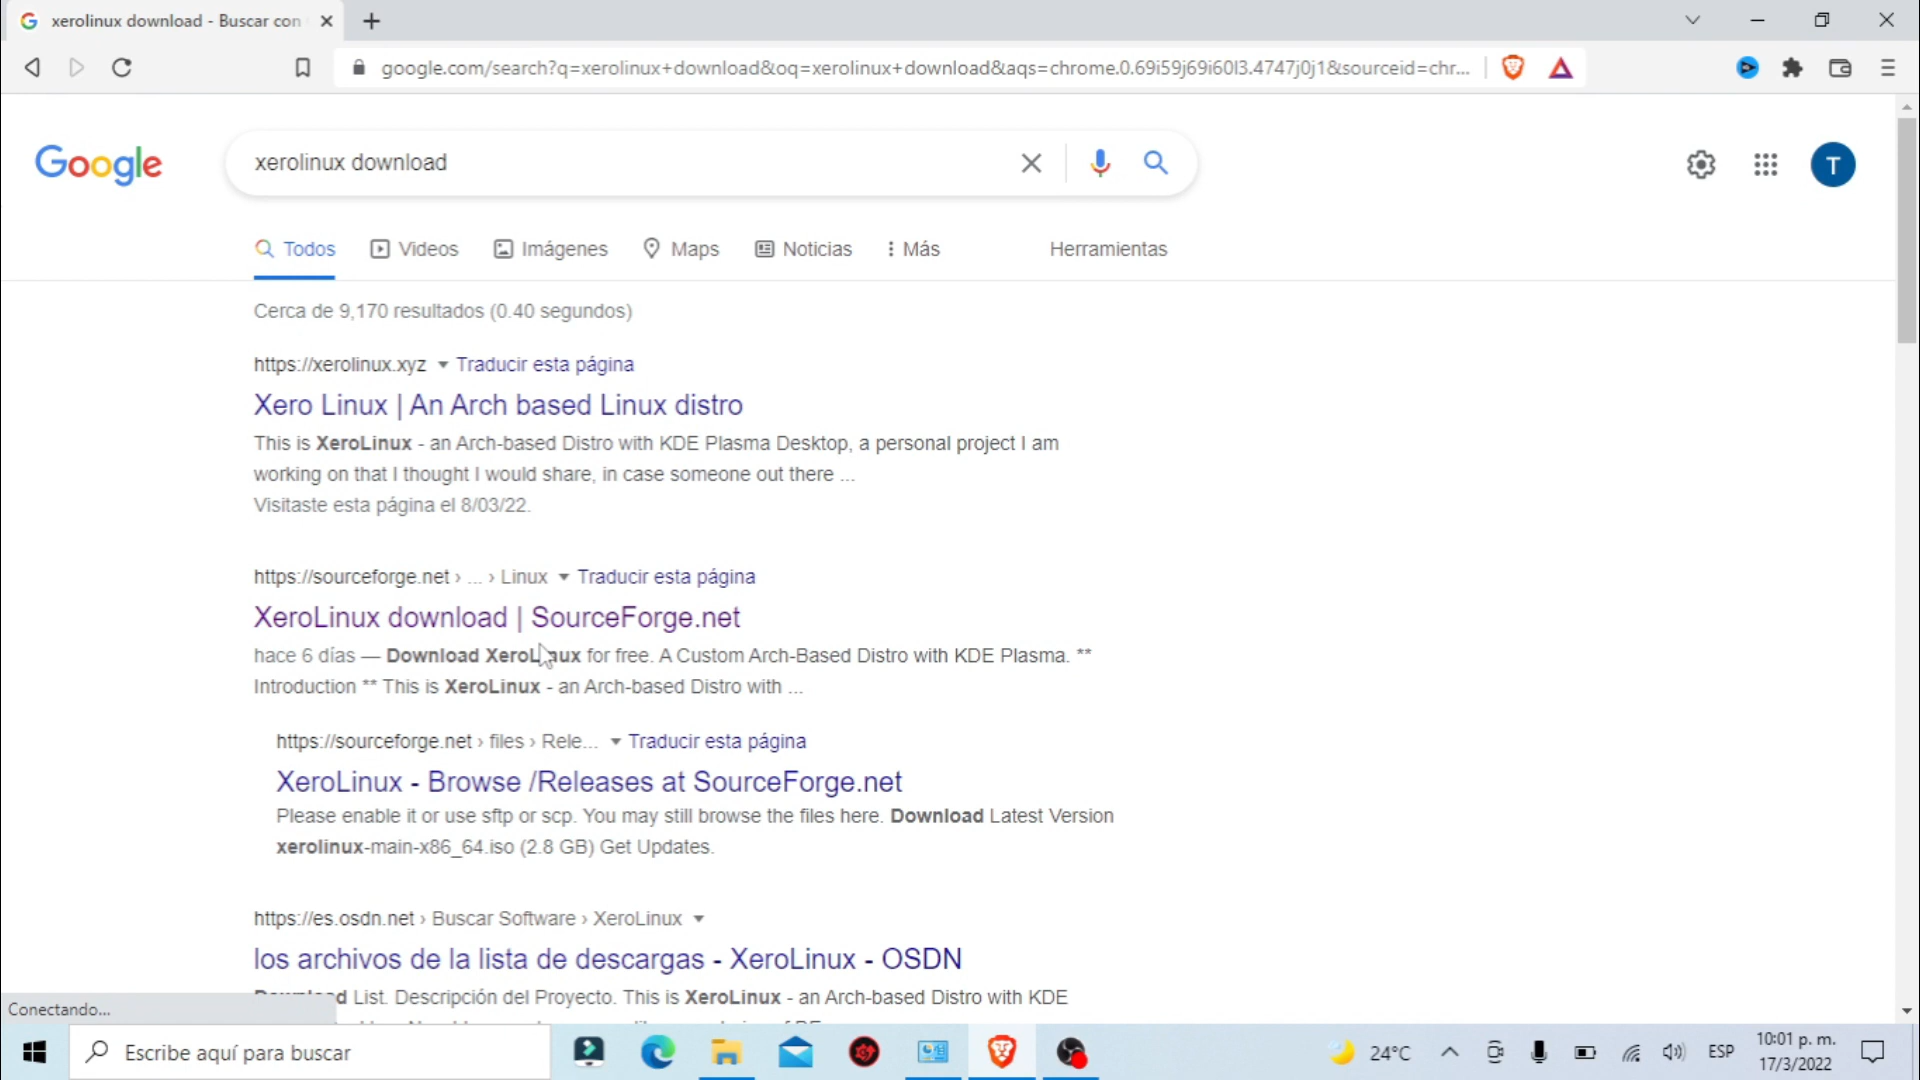 xerolinux download - Buscar con
google.com/search?q=xerolinux+download&oq=xerolinux+download&aqs=chrome.0.69i59j69i60l3.4747j0j1&sourceid=chr...
Google
xerolinux download
T
Todos
Videos
Imágenes
Maps
Noticias
Más
Herramientas
Cerca de 9,170 resultados (0.40 segundos)
https://xerolinux.xyz Traducir esta página
Xero Linux | An Arch based Linux distro
This is XeroLinux - an Arch-based Distro with KDE Plasma Desktop, a personal project I am
working on that I thought I would share, in case someone out there ...
Visitaste esta página el 8/03/22.
https://sourceforge.net › ... › Linux Traducir esta página
XeroLinux download | SourceForge.net
hace 6 días — Download XeroLinux for free. A Custom Arch-Based Distro with KDE Plasma. **
Introduction ** This is XeroLinux - an Arch-based Distro with ...
https://sourceforge.net › files › Rele... Traducir esta página
XeroLinux - Browse /Releases at SourceForge.net
Please enable it or use sftp or scp. You may still browse the files here. Download Latest Version
xerolinux-main-x86_64.iso (2.8 GB) Get Updates.
https://es.osdn.net › Buscar Software › XeroLinux
los archivos de la lista de descargas - XeroLinux - OSDN
Download List. Descripción del Proyecto. This is XeroLinux - an Arch-based Distro with KDE
Conectando...
Escribe aquí para buscar
24°C
ESP
10:01 p. m.
17/3/2022